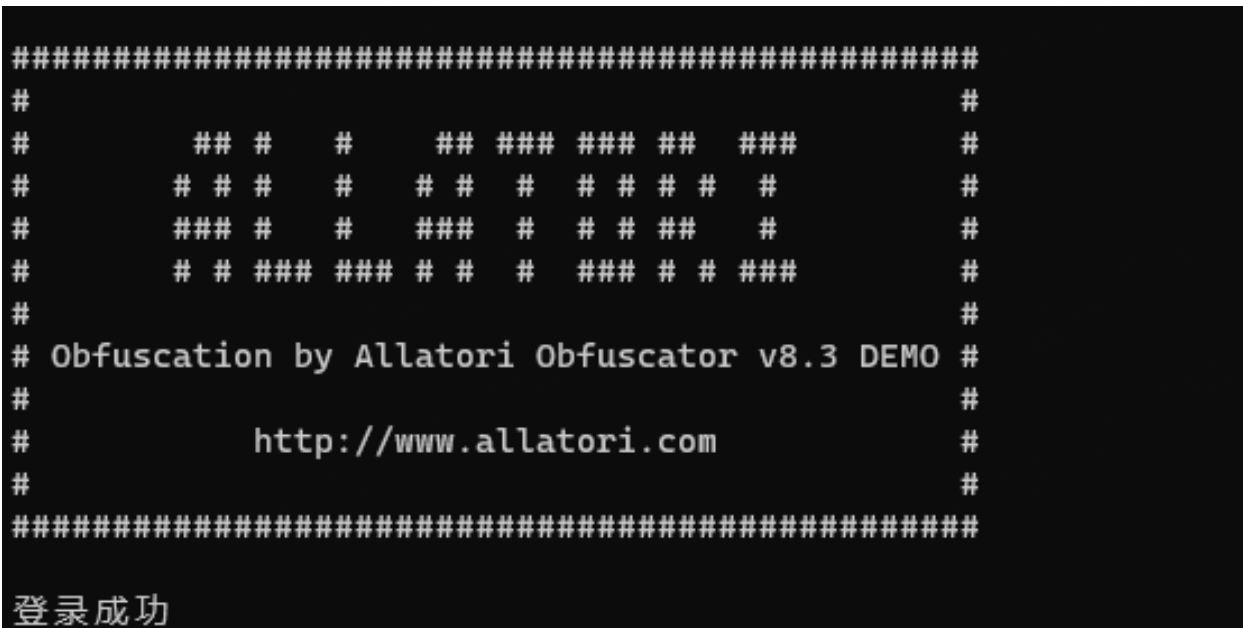 ################################################
#                                              #
#        ## #   #    ## ### ### ##  ###        #
#       # # #   #   # #  #  # # # #  #         #
#       ### #   #   ###  #  # # ##   #         #
#       # # ### ### # #  #  ### # # ###        #
#                                              #
# Obfuscation by Allatori Obfuscator v8.3 DEMO #
#                                              #
#           http://www.allatori.com            #
#                                              #
################################################
登录成功